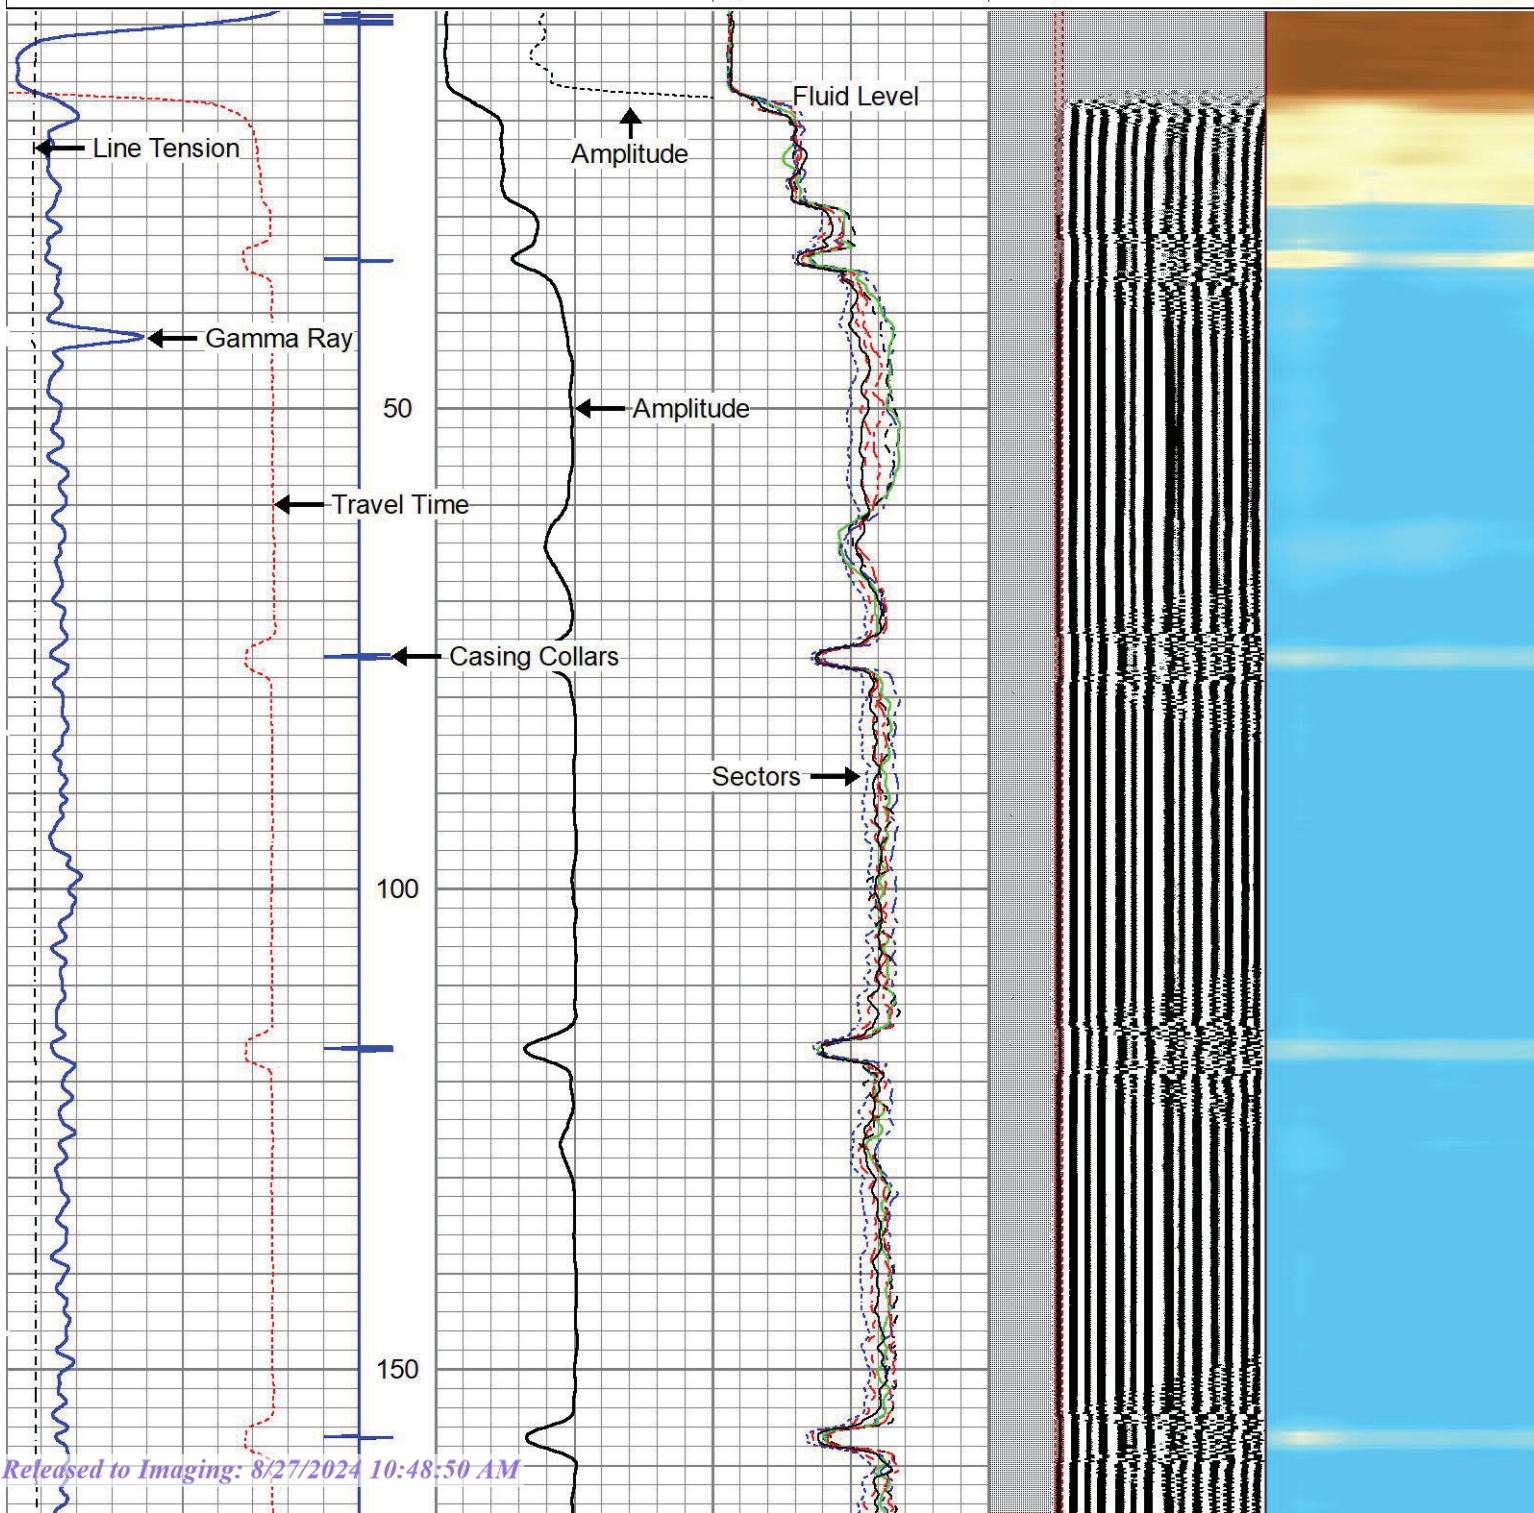 Fluid Level
Line Tension
Amplitude
Gamma Ray
50
Amplitude
Travel Time
Casing Collars
Sectors
100
150
Released to Imaging: 8/27/2024 10:48:50 AM